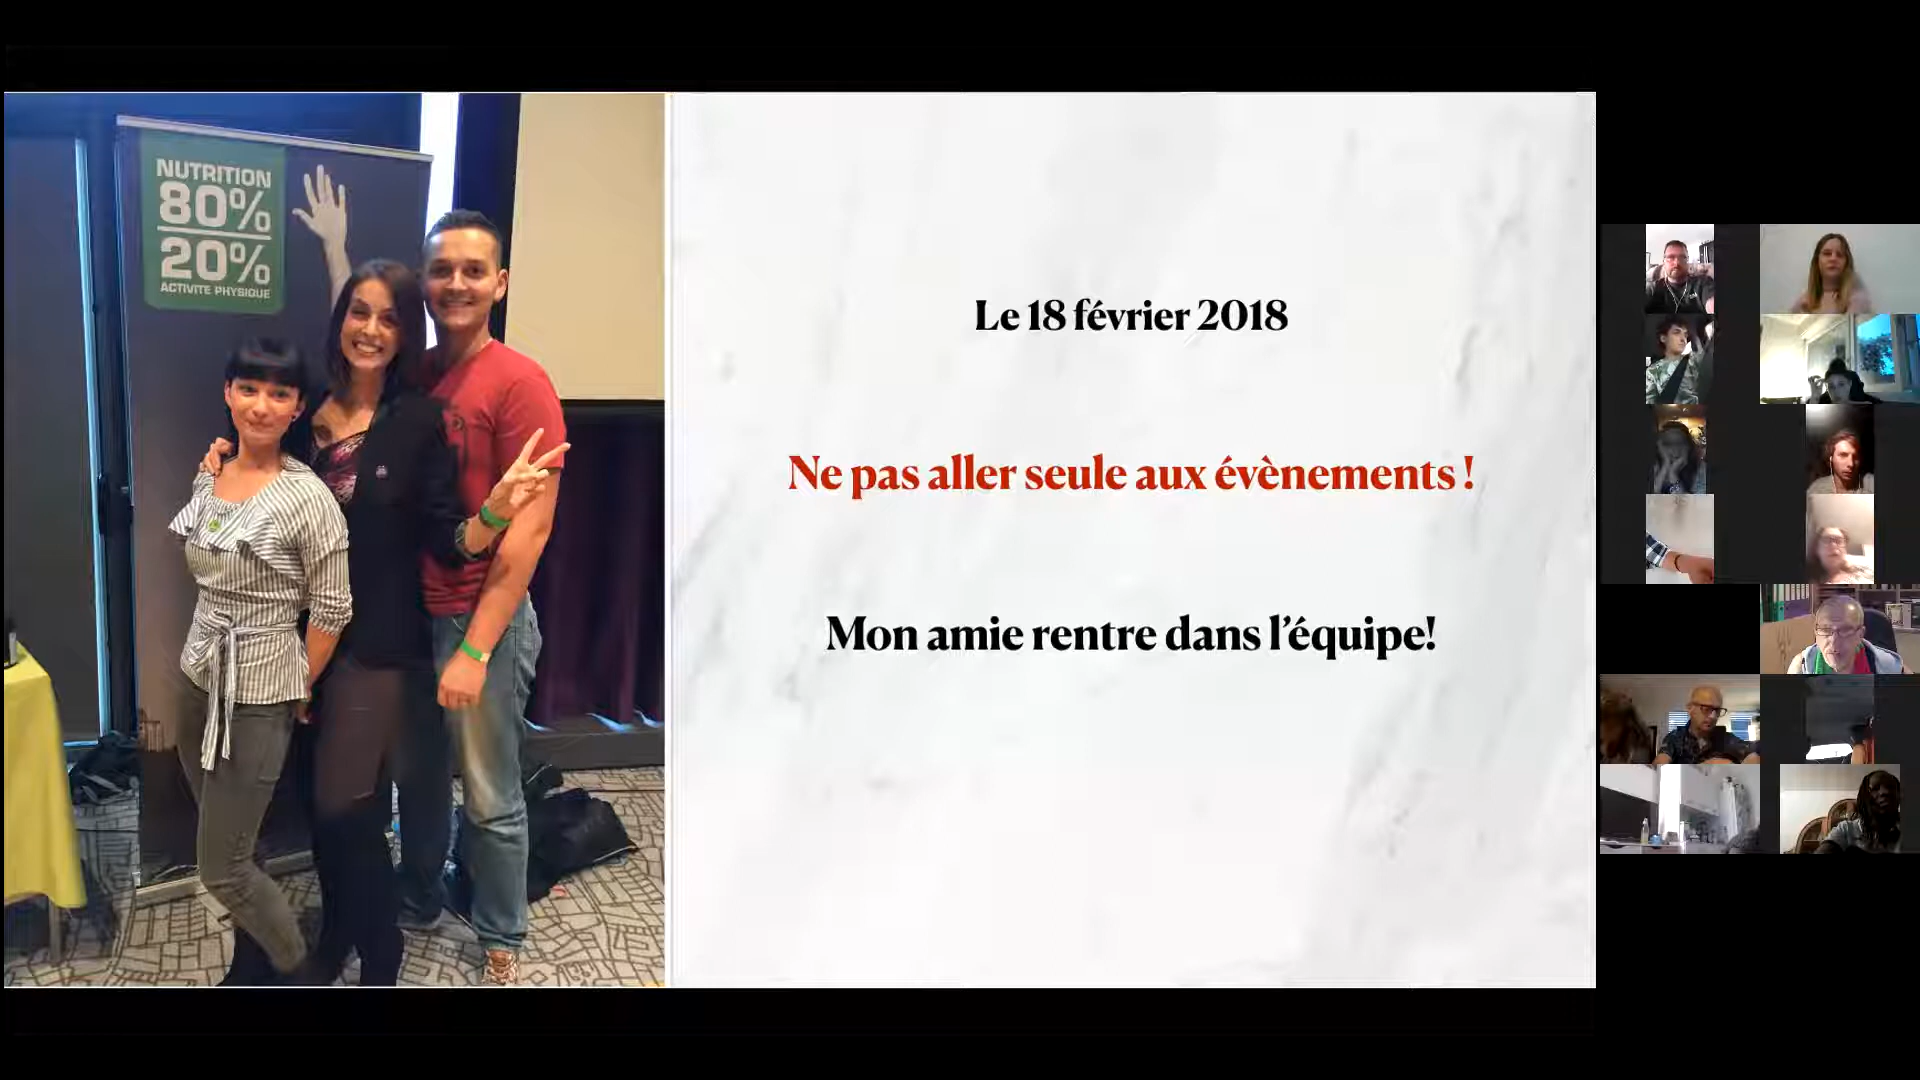 NUTRITION
80%
20%
ACTIVITE PHYSIQUE
Le 18 février 2018
Ne pas aller seule aux évènements !
Mon amie rentre dans l’équipe!